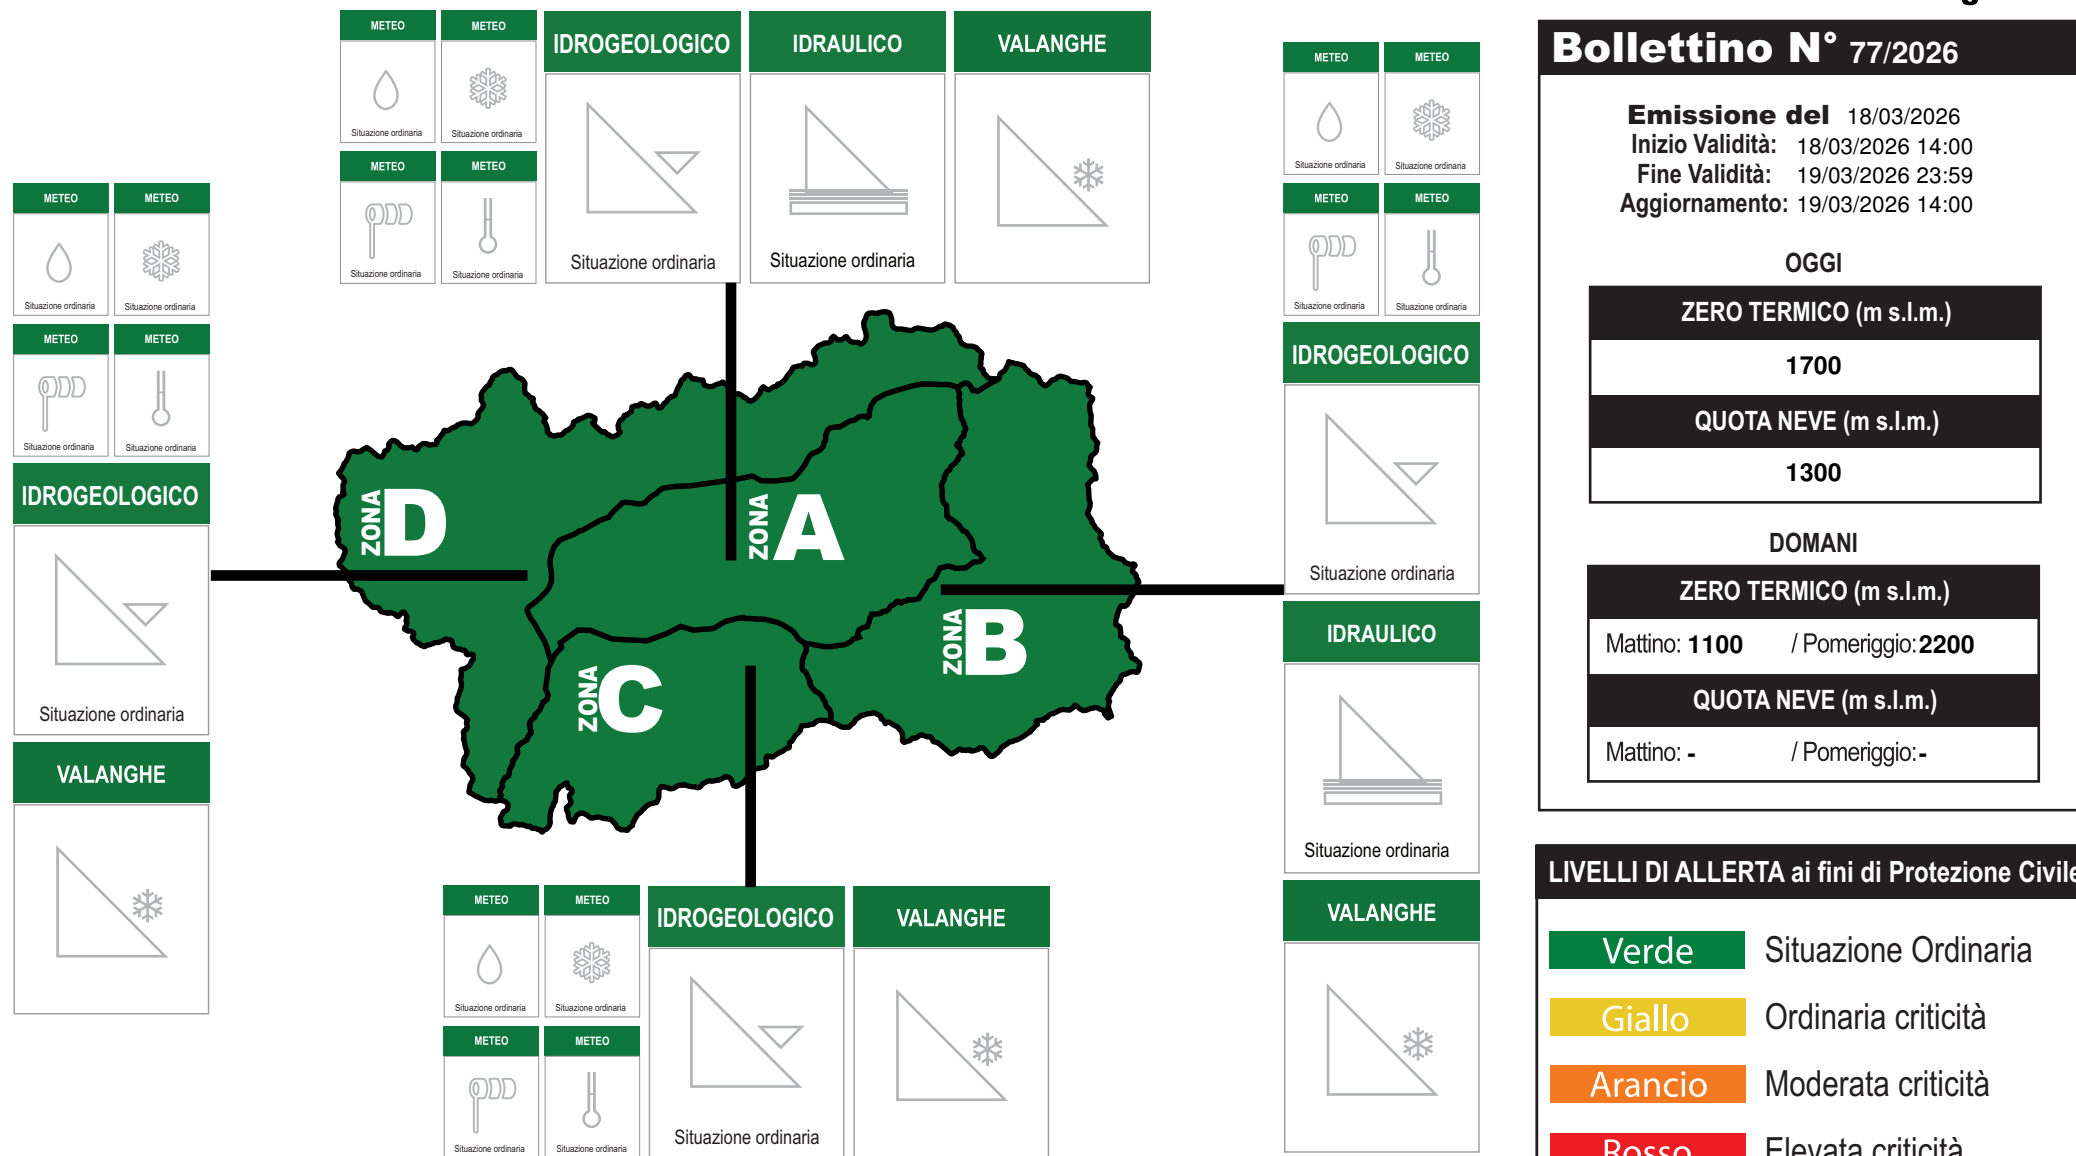 METEO
METEO
Situazione ordinaria
Situazione ordinaria
METEO
METEO
Situazione ordinaria
Situazione ordinaria
IDROGEOLOGICO
Situazione ordinaria
IDRAULICO
Situazione ordinaria
VALANGHE
METEO
METEO
Situazione ordinaria
Situazione ordinaria
METEO
METEO
Situazione ordinaria
Situazione ordinaria
IDROGEOLOGICO
Situazione ordinaria
VALANGHE
ZONA D
ZONA A
ZONA B
ZONA C
METEO
METEO
Situazione ordinaria
Situazione ordinaria
METEO
METEO
Situazione ordinaria
Situazione ordinaria
IDROGEOLOGICO
Situazione ordinaria
VALANGHE
METEO
METEO
Situazione ordinaria
Situazione ordinaria
METEO
METEO
Situazione ordinaria
Situazione ordinaria
IDROGEOLOGICO
Situazione ordinaria
IDRAULICO
Situazione ordinaria
VALANGHE
Bollettino N° 77/2026
Emissione del 18/03/2026
Inizio Validità: 18/03/2026 14:00
Fine Validità: 19/03/2026 23:59
Aggiornamento: 19/03/2026 14:00
OGGI
ZERO TERMICO (m s.l.m.)
1700
QUOTA NEVE (m s.l.m.)
1300
DOMANI
ZERO TERMICO (m s.l.m.)
Mattino: 1100 / Pomeriggio: 2200
QUOTA NEVE (m s.l.m.)
Mattino: - / Pomeriggio: -
LIVELLI DI ALLERTA ai fini di Protezione Civile
Verde Situazione Ordinaria
Giallo Ordinaria criticità
Arancio Moderata criticità
Rosso Elevata criticità